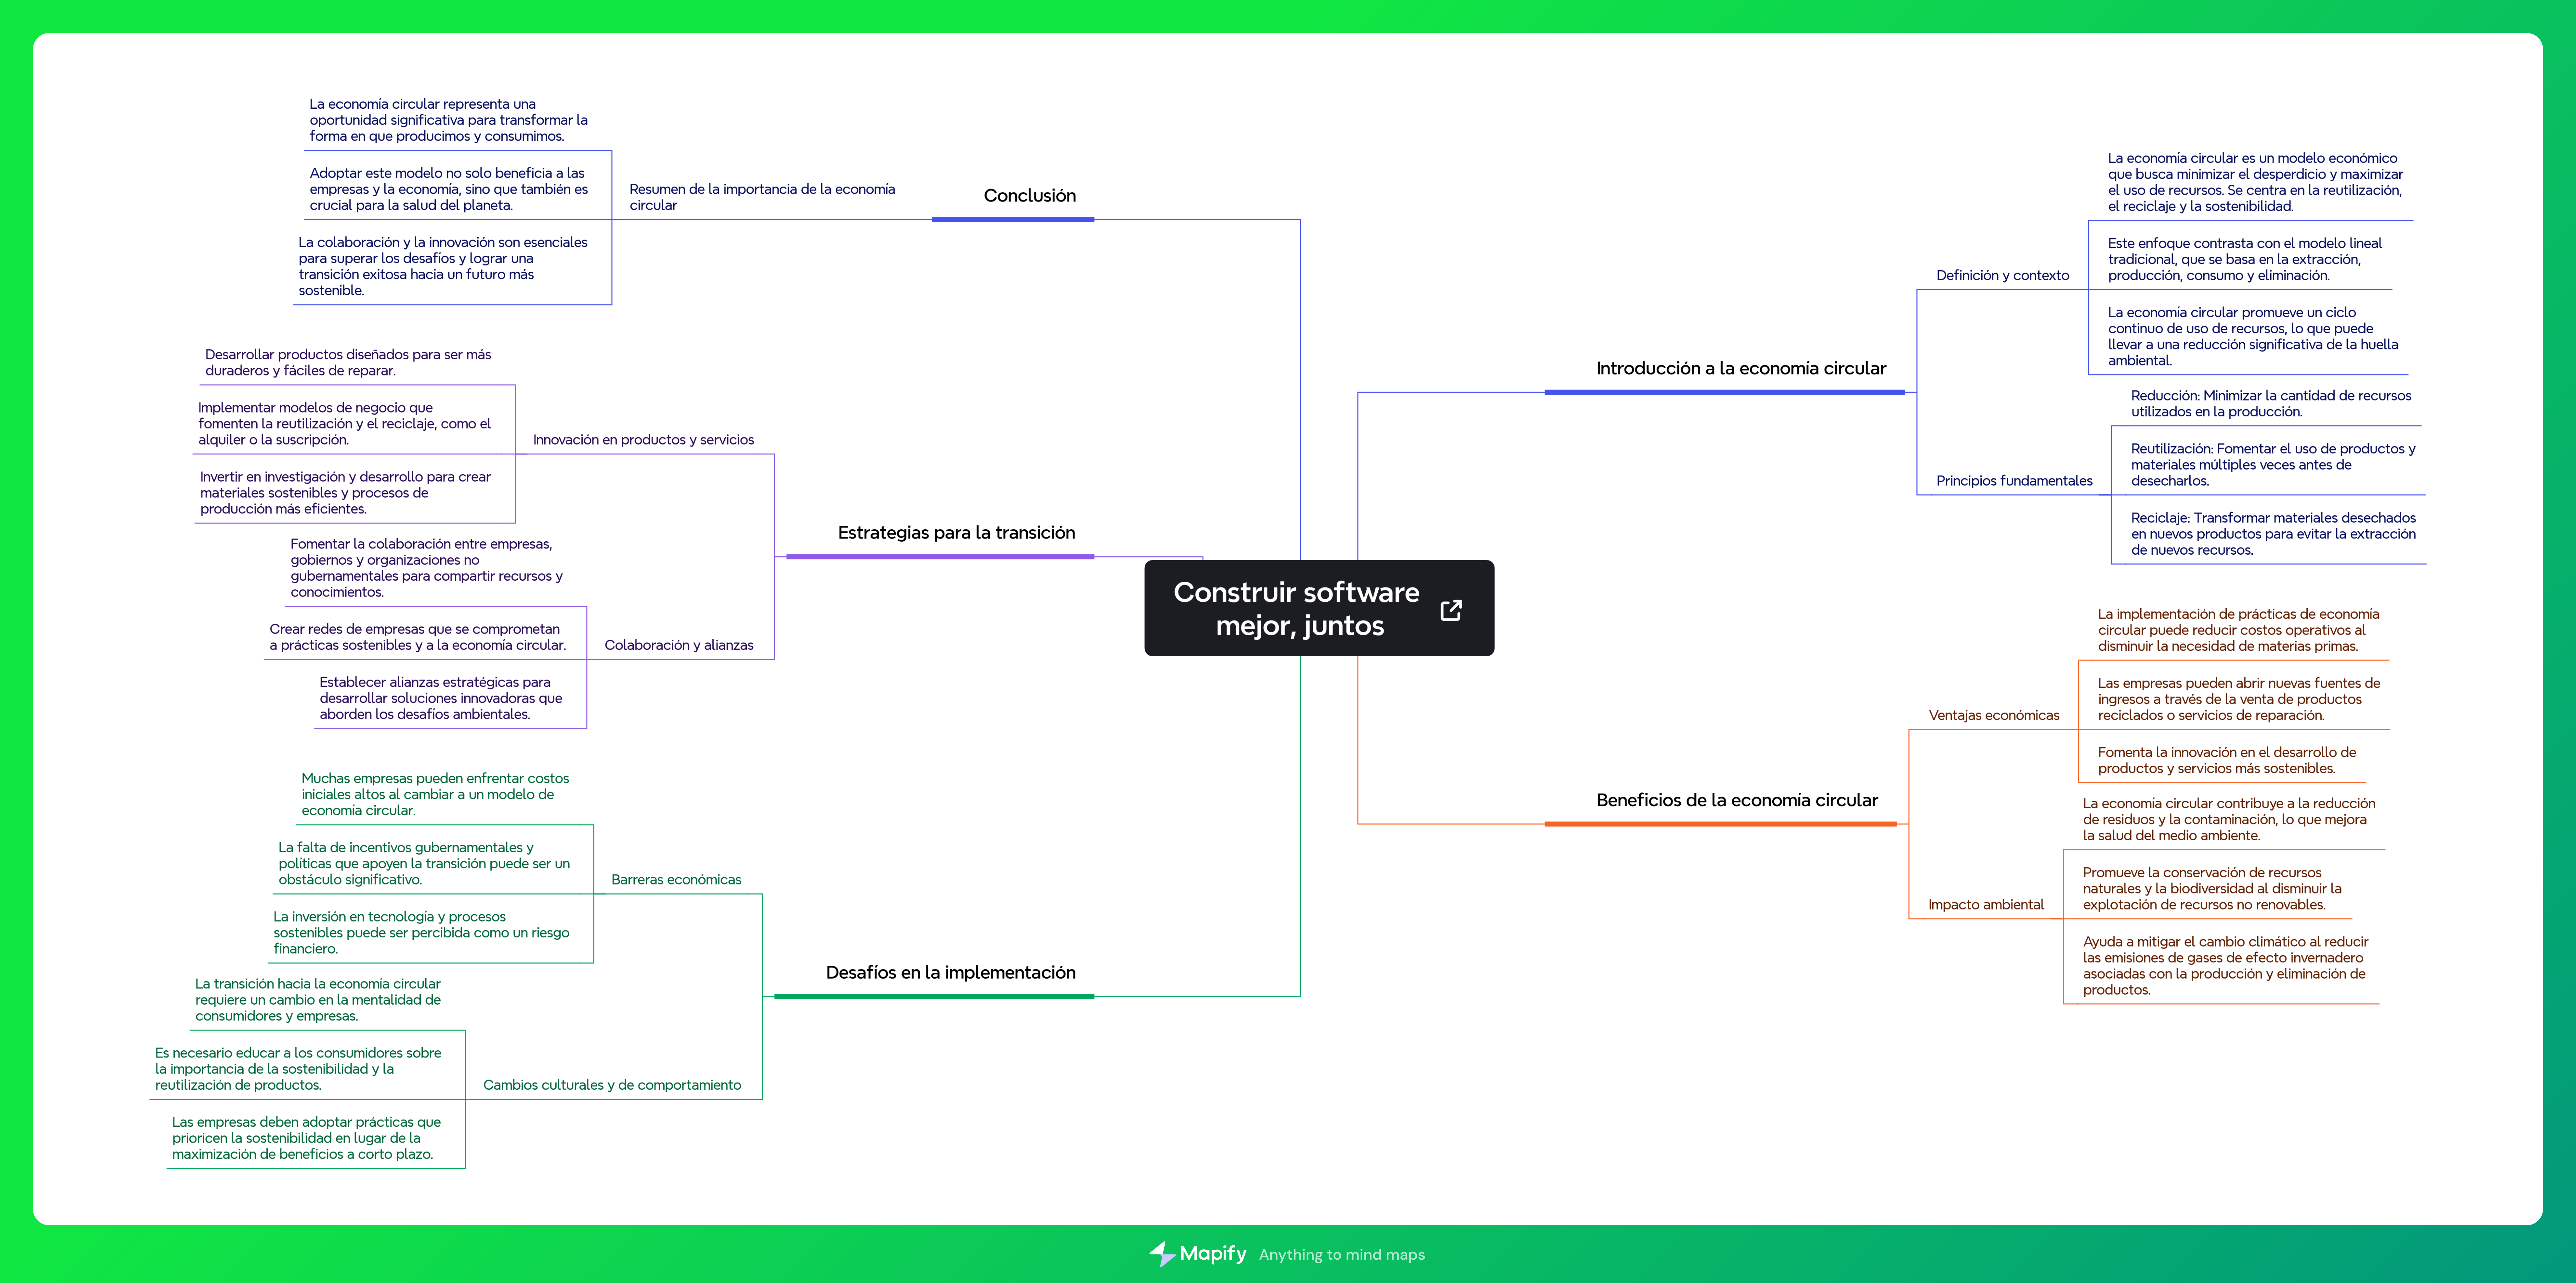 Construir software
mejor, juntos
Introducción a la economía circular
Definición y contexto
La economía circular es un modelo económico
que busca minimizar el desperdicio y maximizar
el uso de recursos. Se centra en la reutilización,
el reciclaje y la sostenibilidad.
Este enfoque contrasta con el modelo lineal
tradicional, que se basa en la extracción,
producción, consumo y eliminación.
La economía circular promueve un ciclo
continuo de uso de recursos, lo que puede
llevar a una reducción significativa de la huella
ambiental.
Principios fundamentales
Reducción: Minimizar la cantidad de recursos
utilizados en la producción.
Reutilización: Fomentar el uso de productos y
materiales múltiples veces antes de
desecharlos.
Reciclaje: Transformar materiales desechados
en nuevos productos para evitar la extracción
de nuevos recursos.
Beneficios de la economía circular
Ventajas económicas
La implementación de prácticas de economía
circular puede reducir costos operativos al
disminuir la necesidad de materias primas.
Las empresas pueden abrir nuevas fuentes de
ingresos a través de la venta de productos
reciclados o servicios de reparación.
Fomenta la innovación en el desarrollo de
productos y servicios más sostenibles.
Impacto ambiental
La economía circular contribuye a la reducción
de residuos y la contaminación, lo que mejora
la salud del medio ambiente.
Promueve la conservación de recursos
naturales y la biodiversidad al disminuir la
explotación de recursos no renovables.
Ayuda a mitigar el cambio climático al reducir
las emisiones de gases de efecto invernadero
asociadas con la producción y eliminación de
productos.
Conclusión
Resumen de la importancia de la economía
circular
La economía circular representa una
oportunidad significativa para transformar la
forma en que producimos y consumimos.
Adoptar este modelo no solo beneficia a las
empresas y la economía, sino que también es
crucial para la salud del planeta.
La colaboración y la innovación son esenciales
para superar los desafíos y lograr una
transición exitosa hacia un futuro más
sostenible.
Estrategias para la transición
Innovación en productos y servicios
Desarrollar productos diseñados para ser más
duraderos y fáciles de reparar.
Implementar modelos de negocio que
fomenten la reutilización y el reciclaje, como el
alquiler o la suscripción.
Invertir en investigación y desarrollo para crear
materiales sostenibles y procesos de
producción más eficientes.
Colaboración y alianzas
Fomentar la colaboración entre empresas,
gobiernos y organizaciones no
gubernamentales para compartir recursos y
conocimientos.
Crear redes de empresas que se comprometan
a prácticas sostenibles y a la economía circular.
Establecer alianzas estratégicas para
desarrollar soluciones innovadoras que
aborden los desafíos ambientales.
Desafíos en la implementación
Barreras económicas
Muchas empresas pueden enfrentar costos
iniciales altos al cambiar a un modelo de
economía circular.
La falta de incentivos gubernamentales y
políticas que apoyen la transición puede ser un
obstáculo significativo.
La inversión en tecnología y procesos
sostenibles puede ser percibida como un riesgo
financiero.
Cambios culturales y de comportamiento
La transición hacia la economía circular
requiere un cambio en la mentalidad de
consumidores y empresas.
Es necesario educar a los consumidores sobre
la importancia de la sostenibilidad y la
reutilización de productos.
Las empresas deben adoptar prácticas que
prioricen la sostenibilidad en lugar de la
maximización de beneficios a corto plazo.
Mapify Anything to mind maps